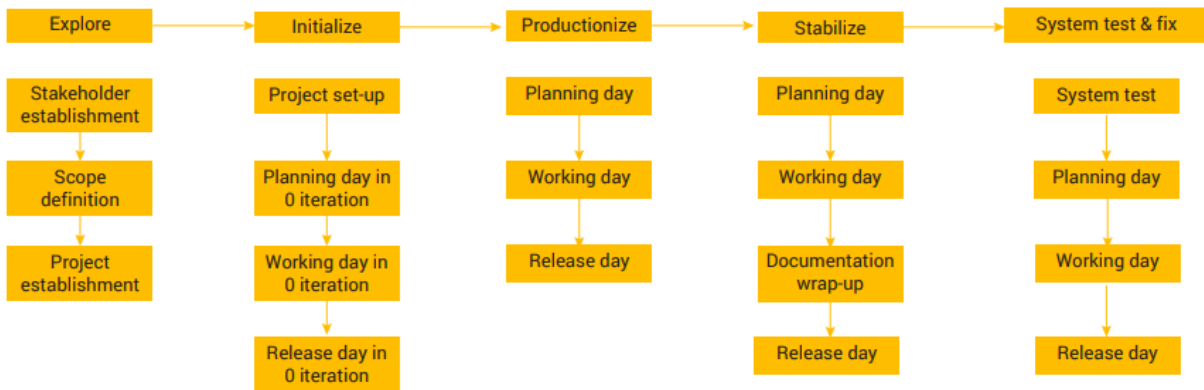 Explore
Initialize
Productionize
Stabilize
System test & fix
Stakeholder
establishment
Scope
definition
Project
establishment
Project set-up
Planning day in
0 iteration
Working day in
0 iteration
Release day in
0 iteration
Planning day
Working day
Release day
Planning day
Working day
Documentation
wrap-up
Release day
System test
Planning day
Working day
Release day